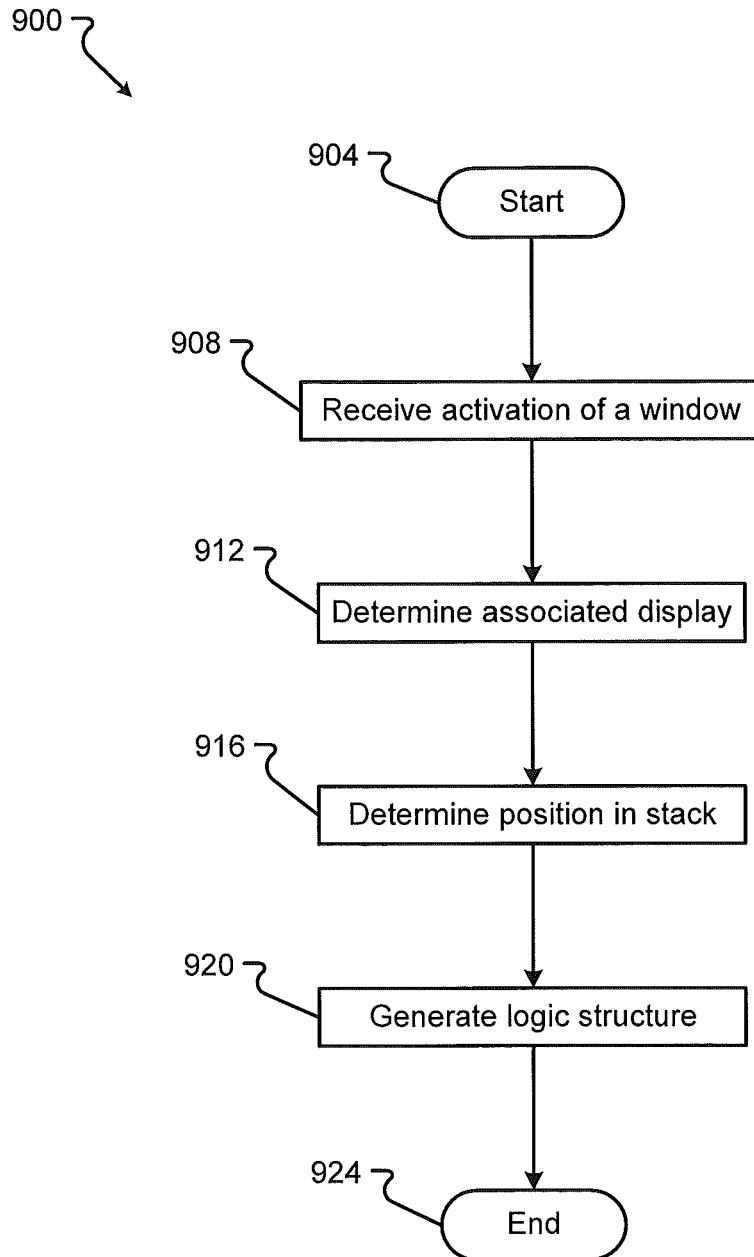 900
904
Start
908
Receive activation of a window
912
Determine associated display
916
Determine position in stack
920
Generate logic structure
924
End